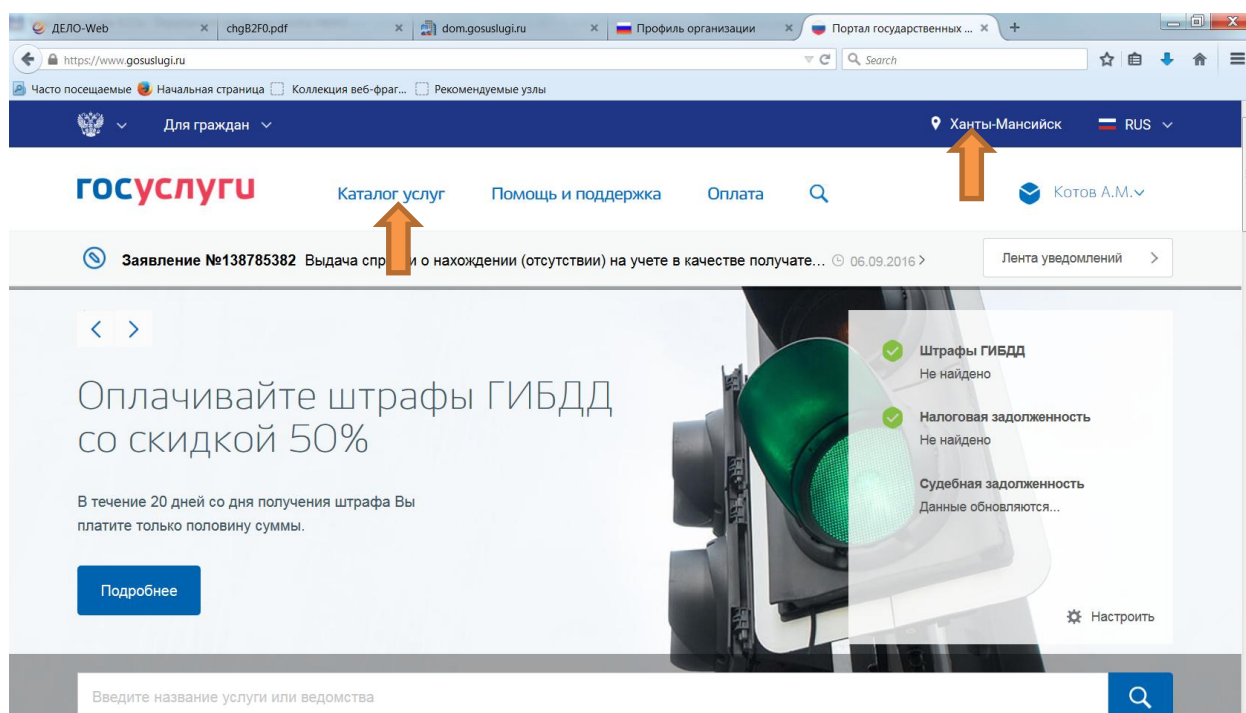 ДЕЛО-Web
chgB2F0.pdf
dom.gosuslugi.ru
Профиль организации
Портал государственных ...
https://www.gosuslugi.ru
Search
Часто посещаемые
Начальная страница
Коллекция веб-фраг...
Рекомендуемые узлы
Для граждан
Ханты-Мансийск
RUS
госуслуги
Каталог услуг
Помощь и поддержка
Оплата
Котов А.М.
Заявление №138785382 Выдача о нахождении (отсутствии) на учете в качестве получате... 06.09.2016
Лента уведомлений
Оплачивайте штрафы ГИБДД
со скидкой 50%
В течение 20 дней со дня получения штрафа Вы
платите только половину суммы.
Подробнее
Штрафы ГИБДД
Не найдено
Налоговая задолженность
Не найдено
Судебная задолженность
Данные обновляются...
Настроить
Введите название услуги или ведомства